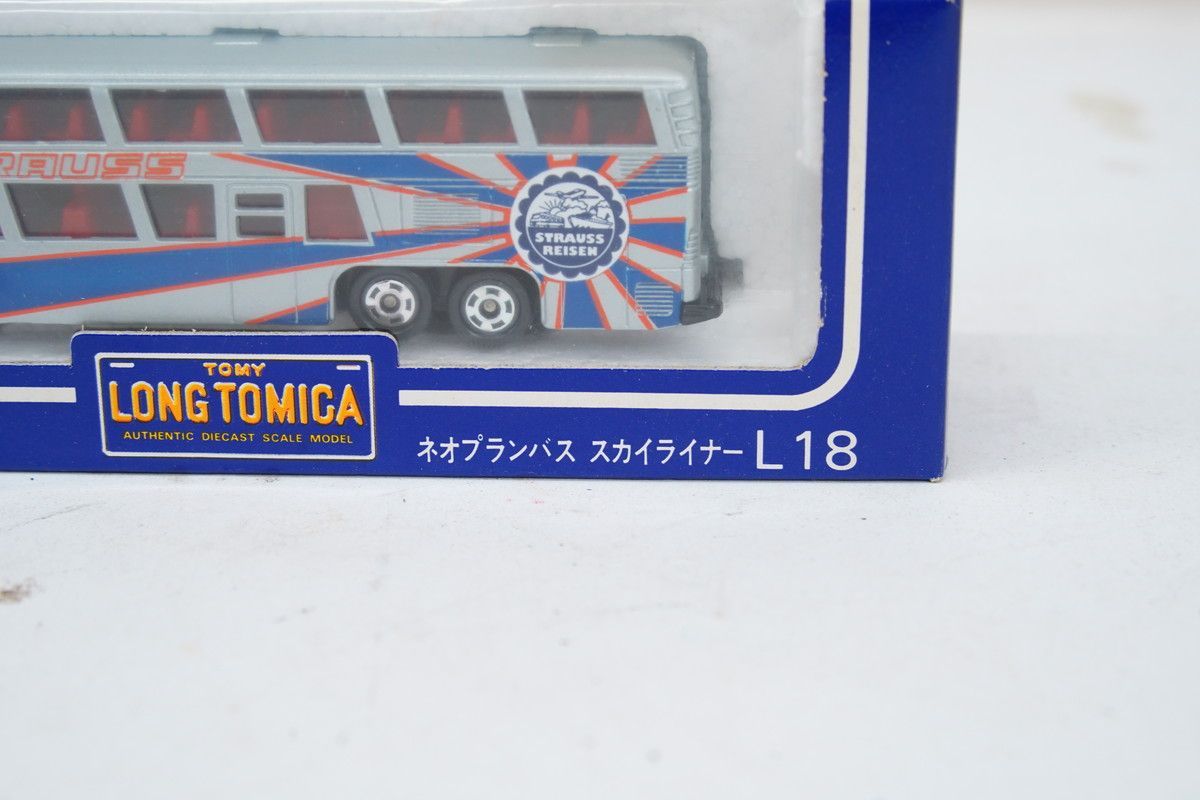 RAUSS
STRAUSS
REISEN
TOMY
LONG TOMICA
AUTHENTIC DIECAST SCALE MODEL
ネオプランバス スカイライナー L18